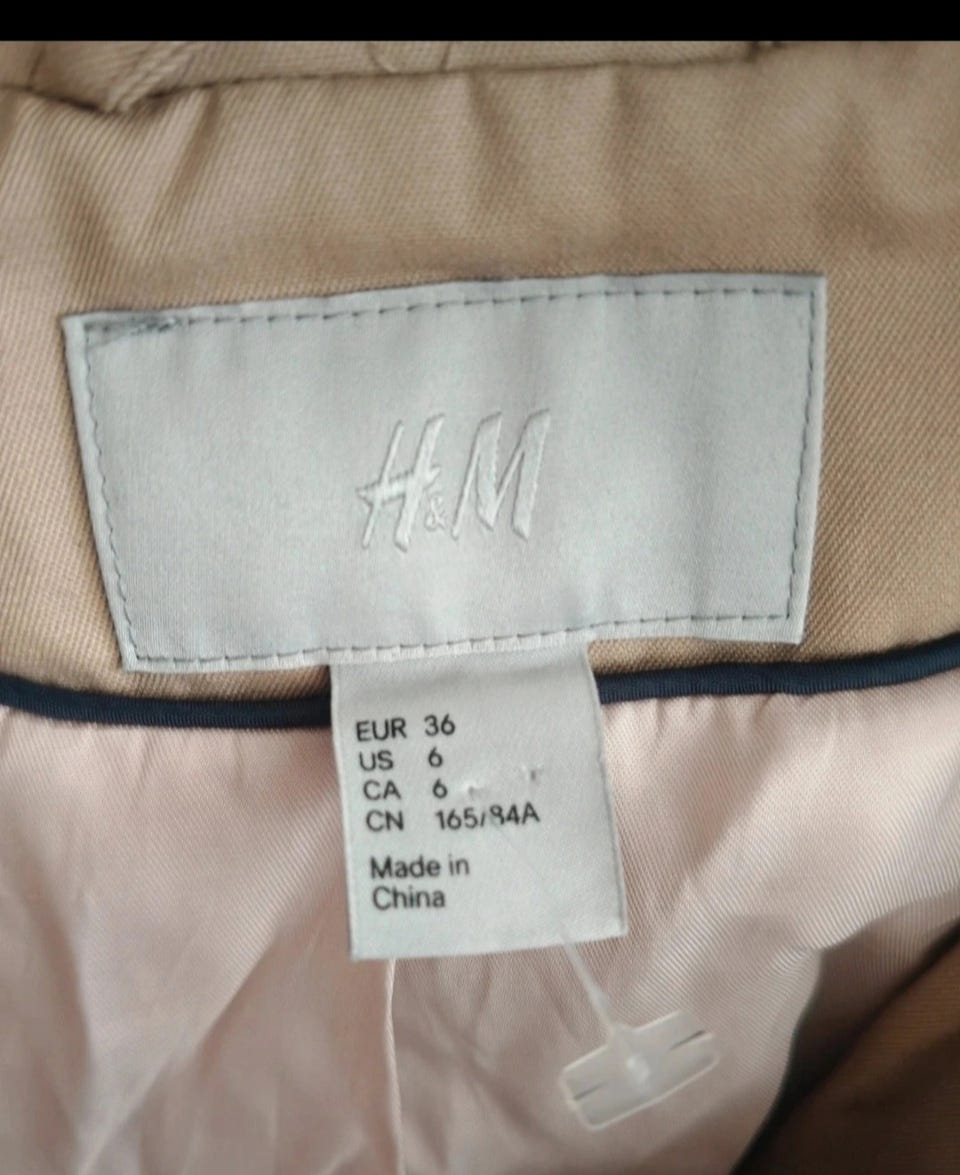 H&M
EUR 36
US 6
CA 6
CN 165/84A
Made in
China